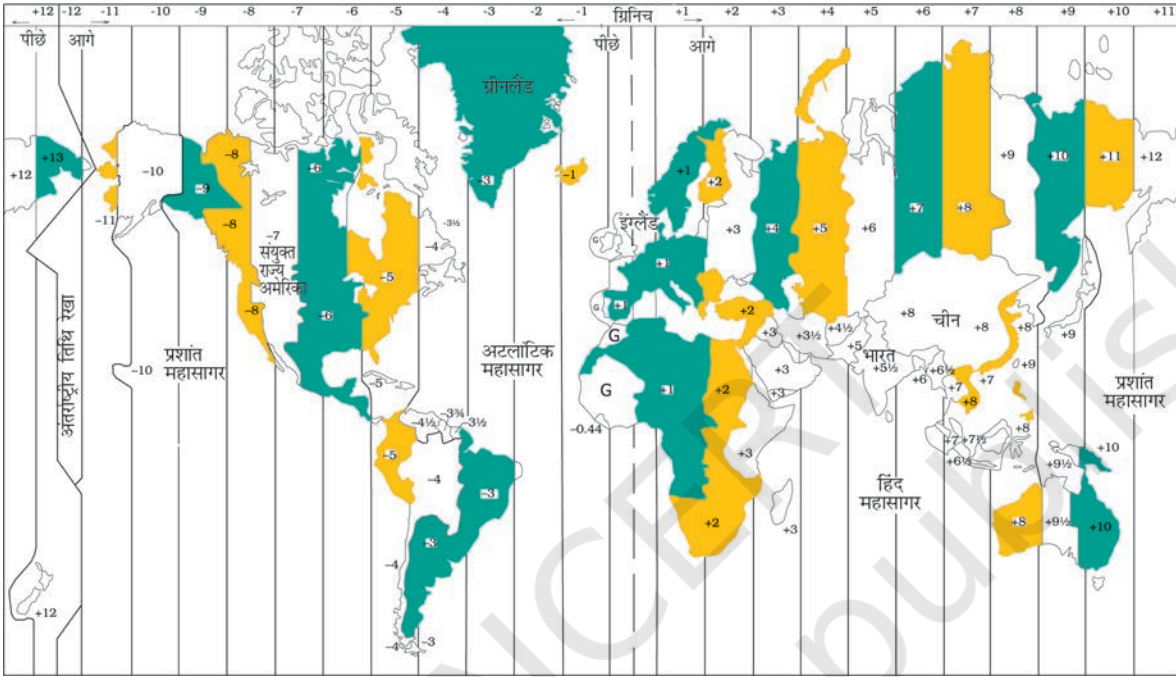 +12 -12 -11 -10 -9 -8 -7 -6 -5 -4 -3 -2 -1 ग्रिनिच +1 +2 +3 +4 +5 +6 +7 +8 +9 +10 +11
पीछे आगे पीछे आगे
ग्रीनलैंड
+13 +12 -10 -8 +6 -1 +1 +2 +9 +10 +11 +12
-9 +3 +7 +8
-11 -8 -3½ इंग्लैंड
-7 -4 G +3 +4 +5 +6
संयुक्त
राज्य
अमेरिका
-5 +1
-8 -6 G +1 +2 +8 चीन +8 +8
G +3 +3½ +4½ +5 +9
अंतर्राष्ट्रीय तिथि रेखा
प्रशांत
महासागर
-10
अटलांटिक
महासागर
भारत
+5½ +6 +6½ +7 +7 +9
प्रशांत
महासागर
-5 G +1 +2 +3 +3 +8
-4½ -3¾ -3½ -0.44 +8
-5 -4 +3 +7 +7½ +6½ +9½ +10
-3
हिंद
महासागर
-3 +2 +3 +8 +9½ +10
-4
+12
-4 -3
NCERT
republis